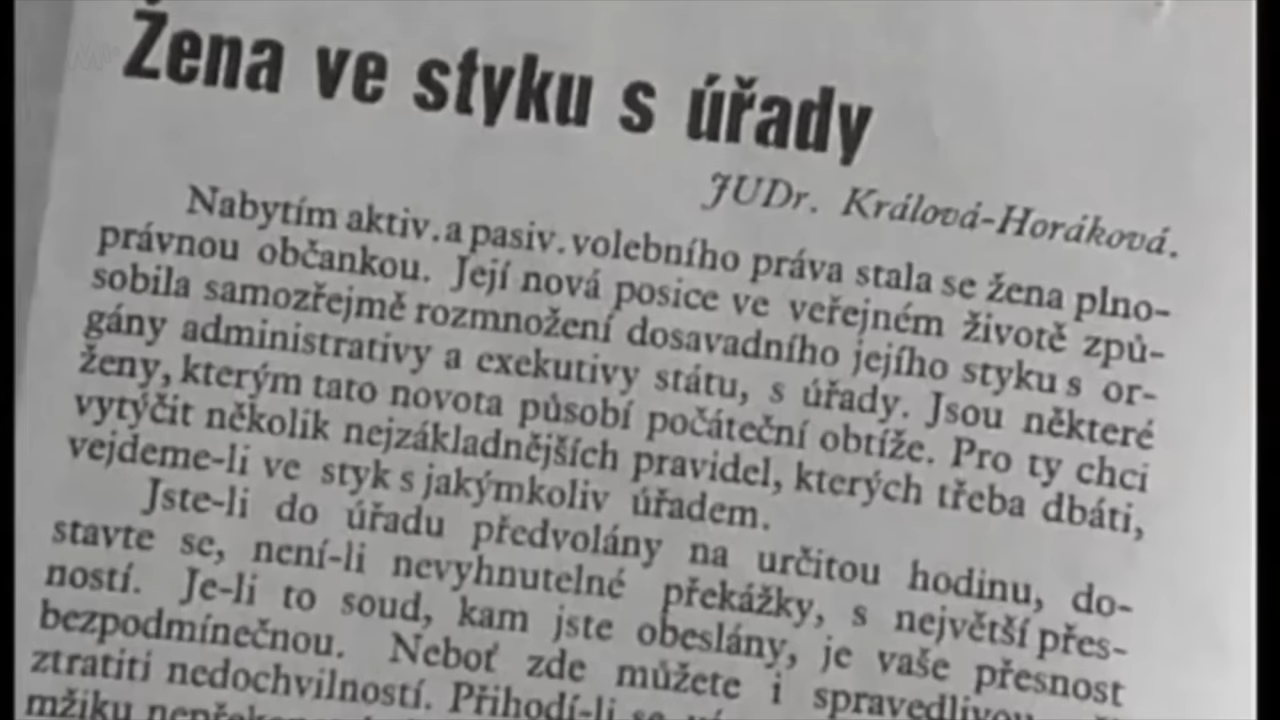 Žena ve styku s úřady
JUDr. Králová-Horáková.
Nabytím aktiv. a pasiv. volebního práva stala se žena plno-
právnou občankou. Její nová posice ve veřejném životě způ-
sobila samozřejmě rozmnožení dosavadního jejího styku s or-
gány administrativy a exekutivy státu, s úřady. Jsou některé
ženy, kterým tato novota působí počáteční obtíže. Pro ty chci
vytýčit několik nejzákladnějších pravidel, kterých třeba dbáti,
vejdeme-li ve styk s jakýmkoliv úřadem.
Jste-li do úřadu předvolány na určitou hodinu, do-
stavte se, není-li nevyhnutelné překážky, s největší přes-
ností. Je-li to soud, kam jste obeslány, je vaše přesnost
bezpodmínečnou. Neboť zde můžete i spravedlivou
ztratiti nedochvilností. Přihodí-li se
mžiku